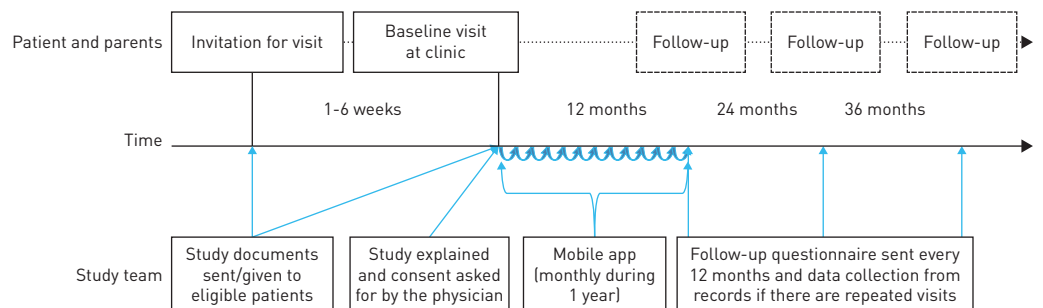 Patient and parents
Invitation for visit
Baseline visit
at clinic
Follow-up
Follow-up
Follow-up
1-6 weeks
12 months
24 months
36 months
Time
Study team
Study documents
sent/given to
eligible patients
Study explained
and consent asked
for by the physician
Mobile app
(monthly during
1 year)
Follow-up questionnaire sent every
12 months and data collection from
records if there are repeated visits